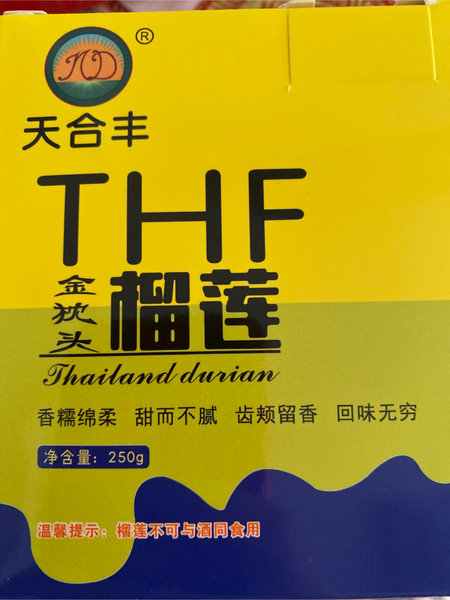 ND ®
天合丰
THF
金枕头
榴莲
Thailand durian
香糯绵柔 甜而不腻 齿颊留香 回味无穷
净含量：250g
温馨提示：榴莲不可与酒同食用